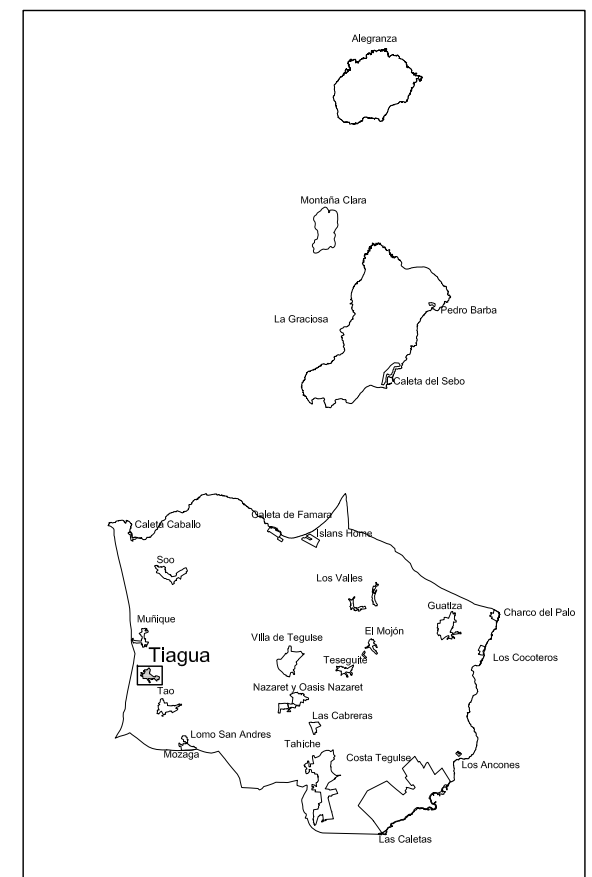 Alegranza
Montaña Clara
La Graciosa
Pedro Barba
Caleta del Sebo
Caleta Caballo
Caleta de Famara
Islans Home
Soo
Los Valles
Guatiza
Charco del Palo
Muñique
El Mojón
Villa de Teguise
Los Cocoteros
Tiagua
Teseguite
Tao
Nazaret y Oasis Nazaret
Las Cabreras
Lomo San Andres
Mozaga
Tahiche
Costa Teguise
Los Ancones
Las Caletas